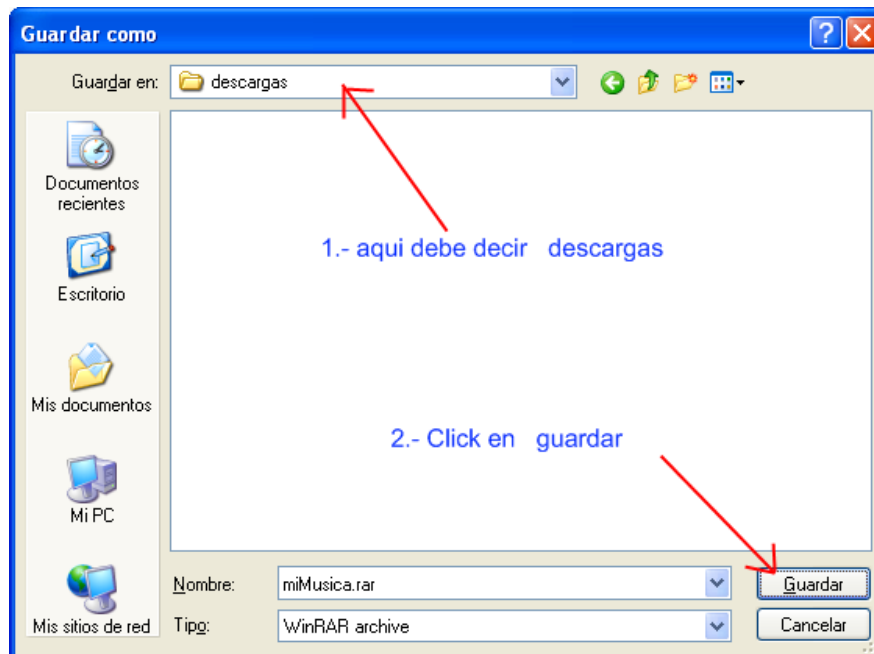 Guardar como
Guardar en: descargas
Documentos
recientes
Escritorio
Mis documentos
Mi PC
Mis sitios de red
1.- aqui debe decir descargas
2.- Click en guardar
Nombre: miMusica.rar Guardar
Tipo: WinRAR archive Cancelar